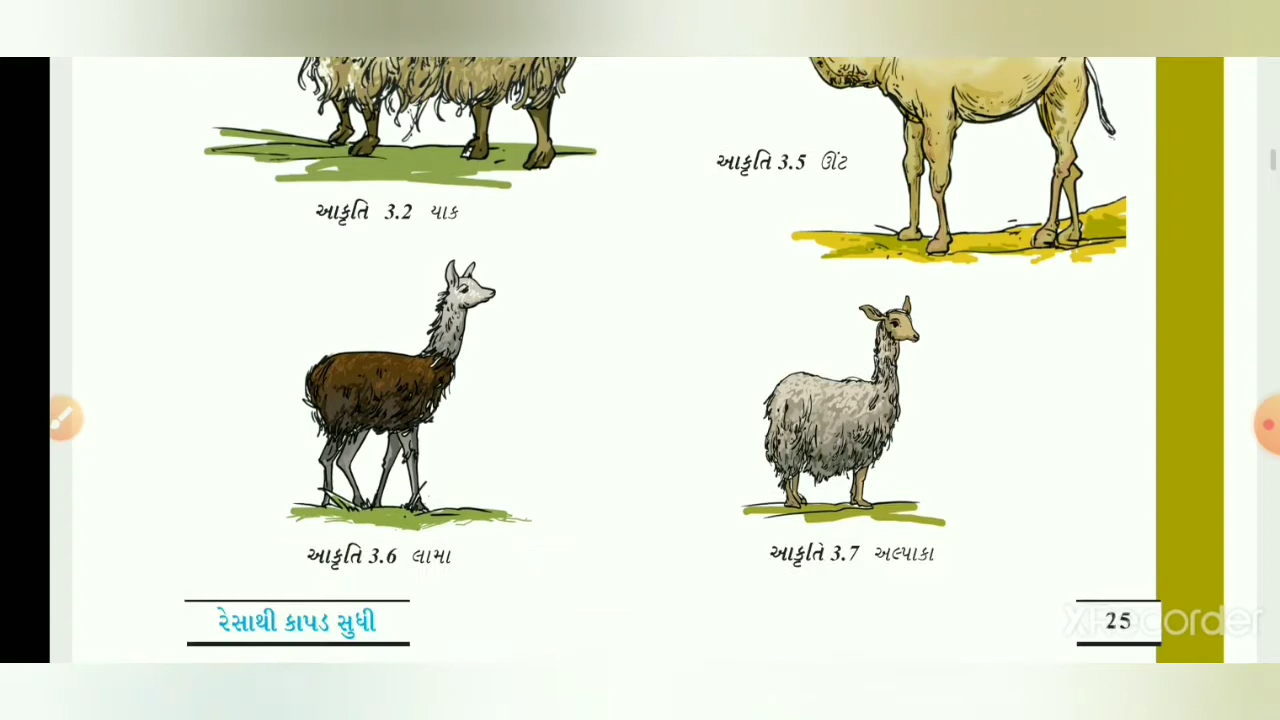 આકૃતિ 3.5 ઊંટ
આકૃતિ 3.2 યાક
આકૃતિ 3.6 લામા
આકૃતિ 3.7 અલ્પાકા
રેસાથી કાપડ સુધી
25
XRecorder